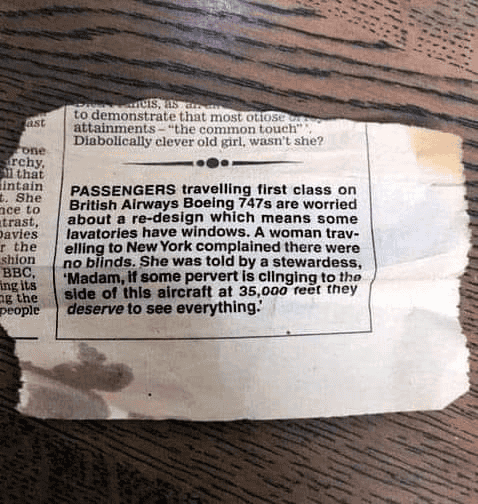 to demonstrate that most otiose of
attainments – "the common touch".
Diabolically clever old girl, wasn't she?
PASSENGERS travelling first class on
British Airways Boeing 747s are worried
about a re-design which means some
lavatories have windows. A woman trav-
elling to New York complained there were
no blinds. She was told by a stewardess,
'Madam, if some pervert is clinging to the
side of this aircraft at 35,000 feet they
deserve to see everything.'
ast
one
archy,
all that
intain
t. She
nce to
trast,
Davies
r the
shion
BBC,
ing its
ng the
people